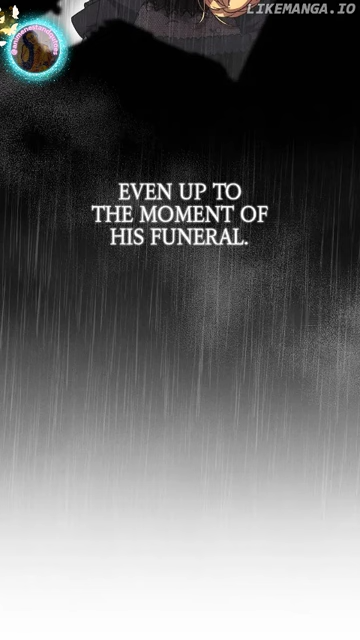 LIKEMANGA.IO
EVEN UP TO
THE MOMENT OF
HIS FUNERAL.